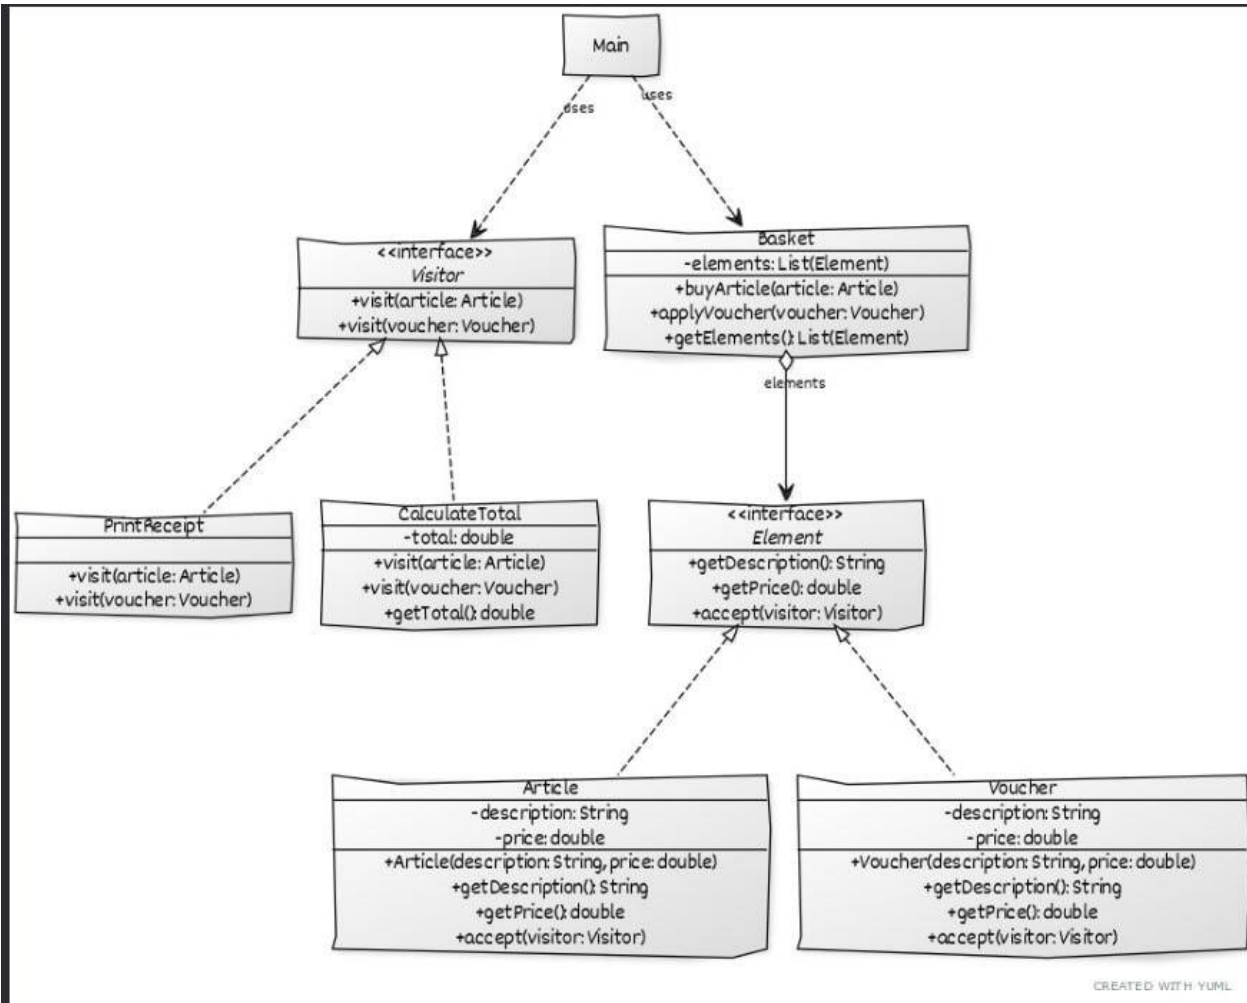 Main
uses
uses
<<interface>>
Visitor
+visit(article: Article)
+visit(voucher: Voucher)
Basket
-elements: List(Element)
+buyArticle(article: Article)
+applyVoucher(voucher: Voucher)
+getElements(): List(Element)
elements
PrintReceipt
+visit(article: Article)
+visit(voucher: Voucher)
CalculateTotal
-total: double
+visit(article: Article)
+visit(voucher: Voucher)
+getTotal(): double
<<interface>>
Element
+getDescription(): String
+getPrice(): double
+accept(visitor: Visitor)
Article
-description: String
-price: double
+Article(description: String, price: double)
+getDescription(): String
+getPrice(): double
+accept(visitor: Visitor)
Voucher
-description: String
-price: double
+Voucher(description: String, price: double)
+getDescription(): String
+getPrice(): double
+accept(visitor: Visitor)
CREATED WITH YUML